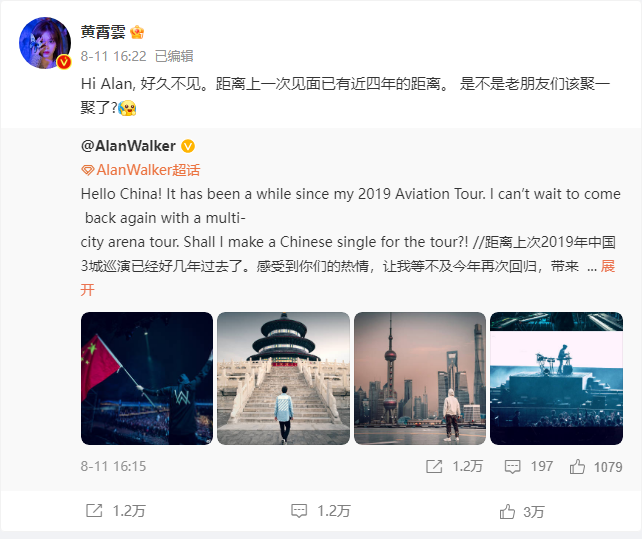 黄霄雲
8-11 16:22 已编辑
Hi Alan, 好久不见。距离上一次见面已有近四年的距离。 是不是老朋友们该聚一
聚了?
@AlanWalker
AlanWalker超话
Hello China! It has been a while since my 2019 Aviation Tour. I can’t wait to come
back again with a multi-
city arena tour. Shall I make a Chinese single for the tour?! //距离上次2019年中国
3城巡演已经好几年过去了。感受到你们的热情，让我等不及今年再次回归，带来 ... 展
开
8-11 16:15 1.2万 197 1079
1.2万 1.2万 3万